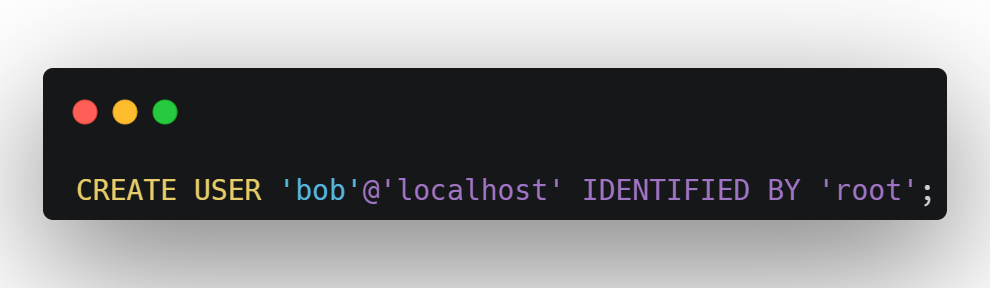 CREATE USER 'bob'@'localhost' IDENTIFIED BY 'root';